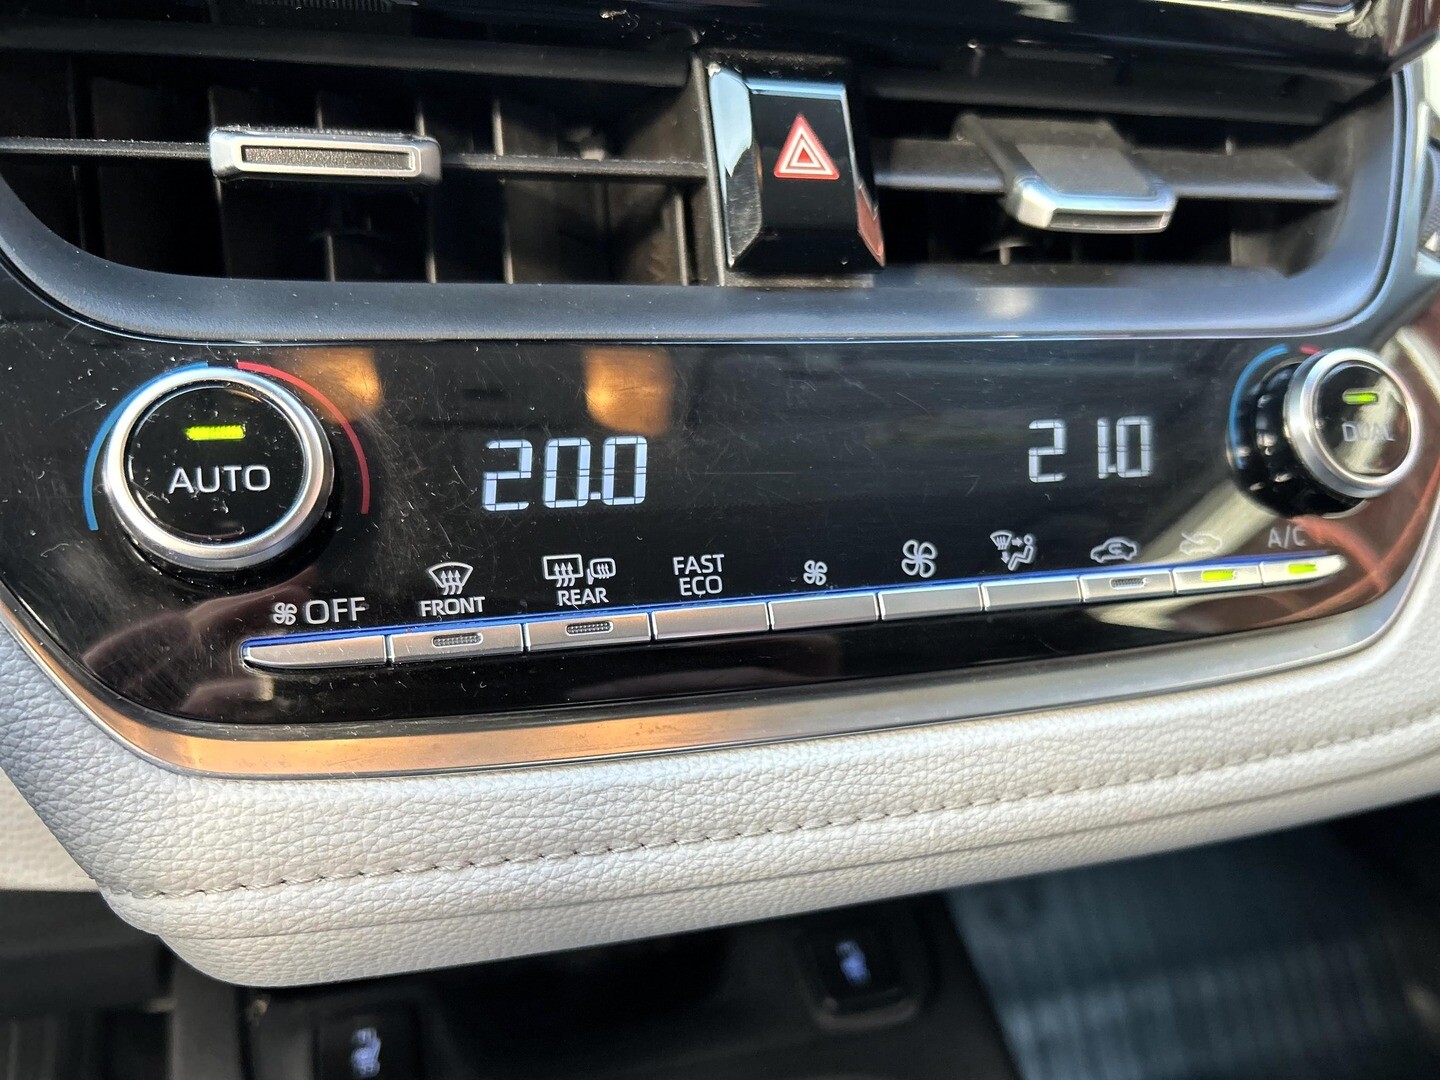 AUTO
20.0
21.0
DUAL
OFF
FRONT
REAR
FAST
ECO
A/C